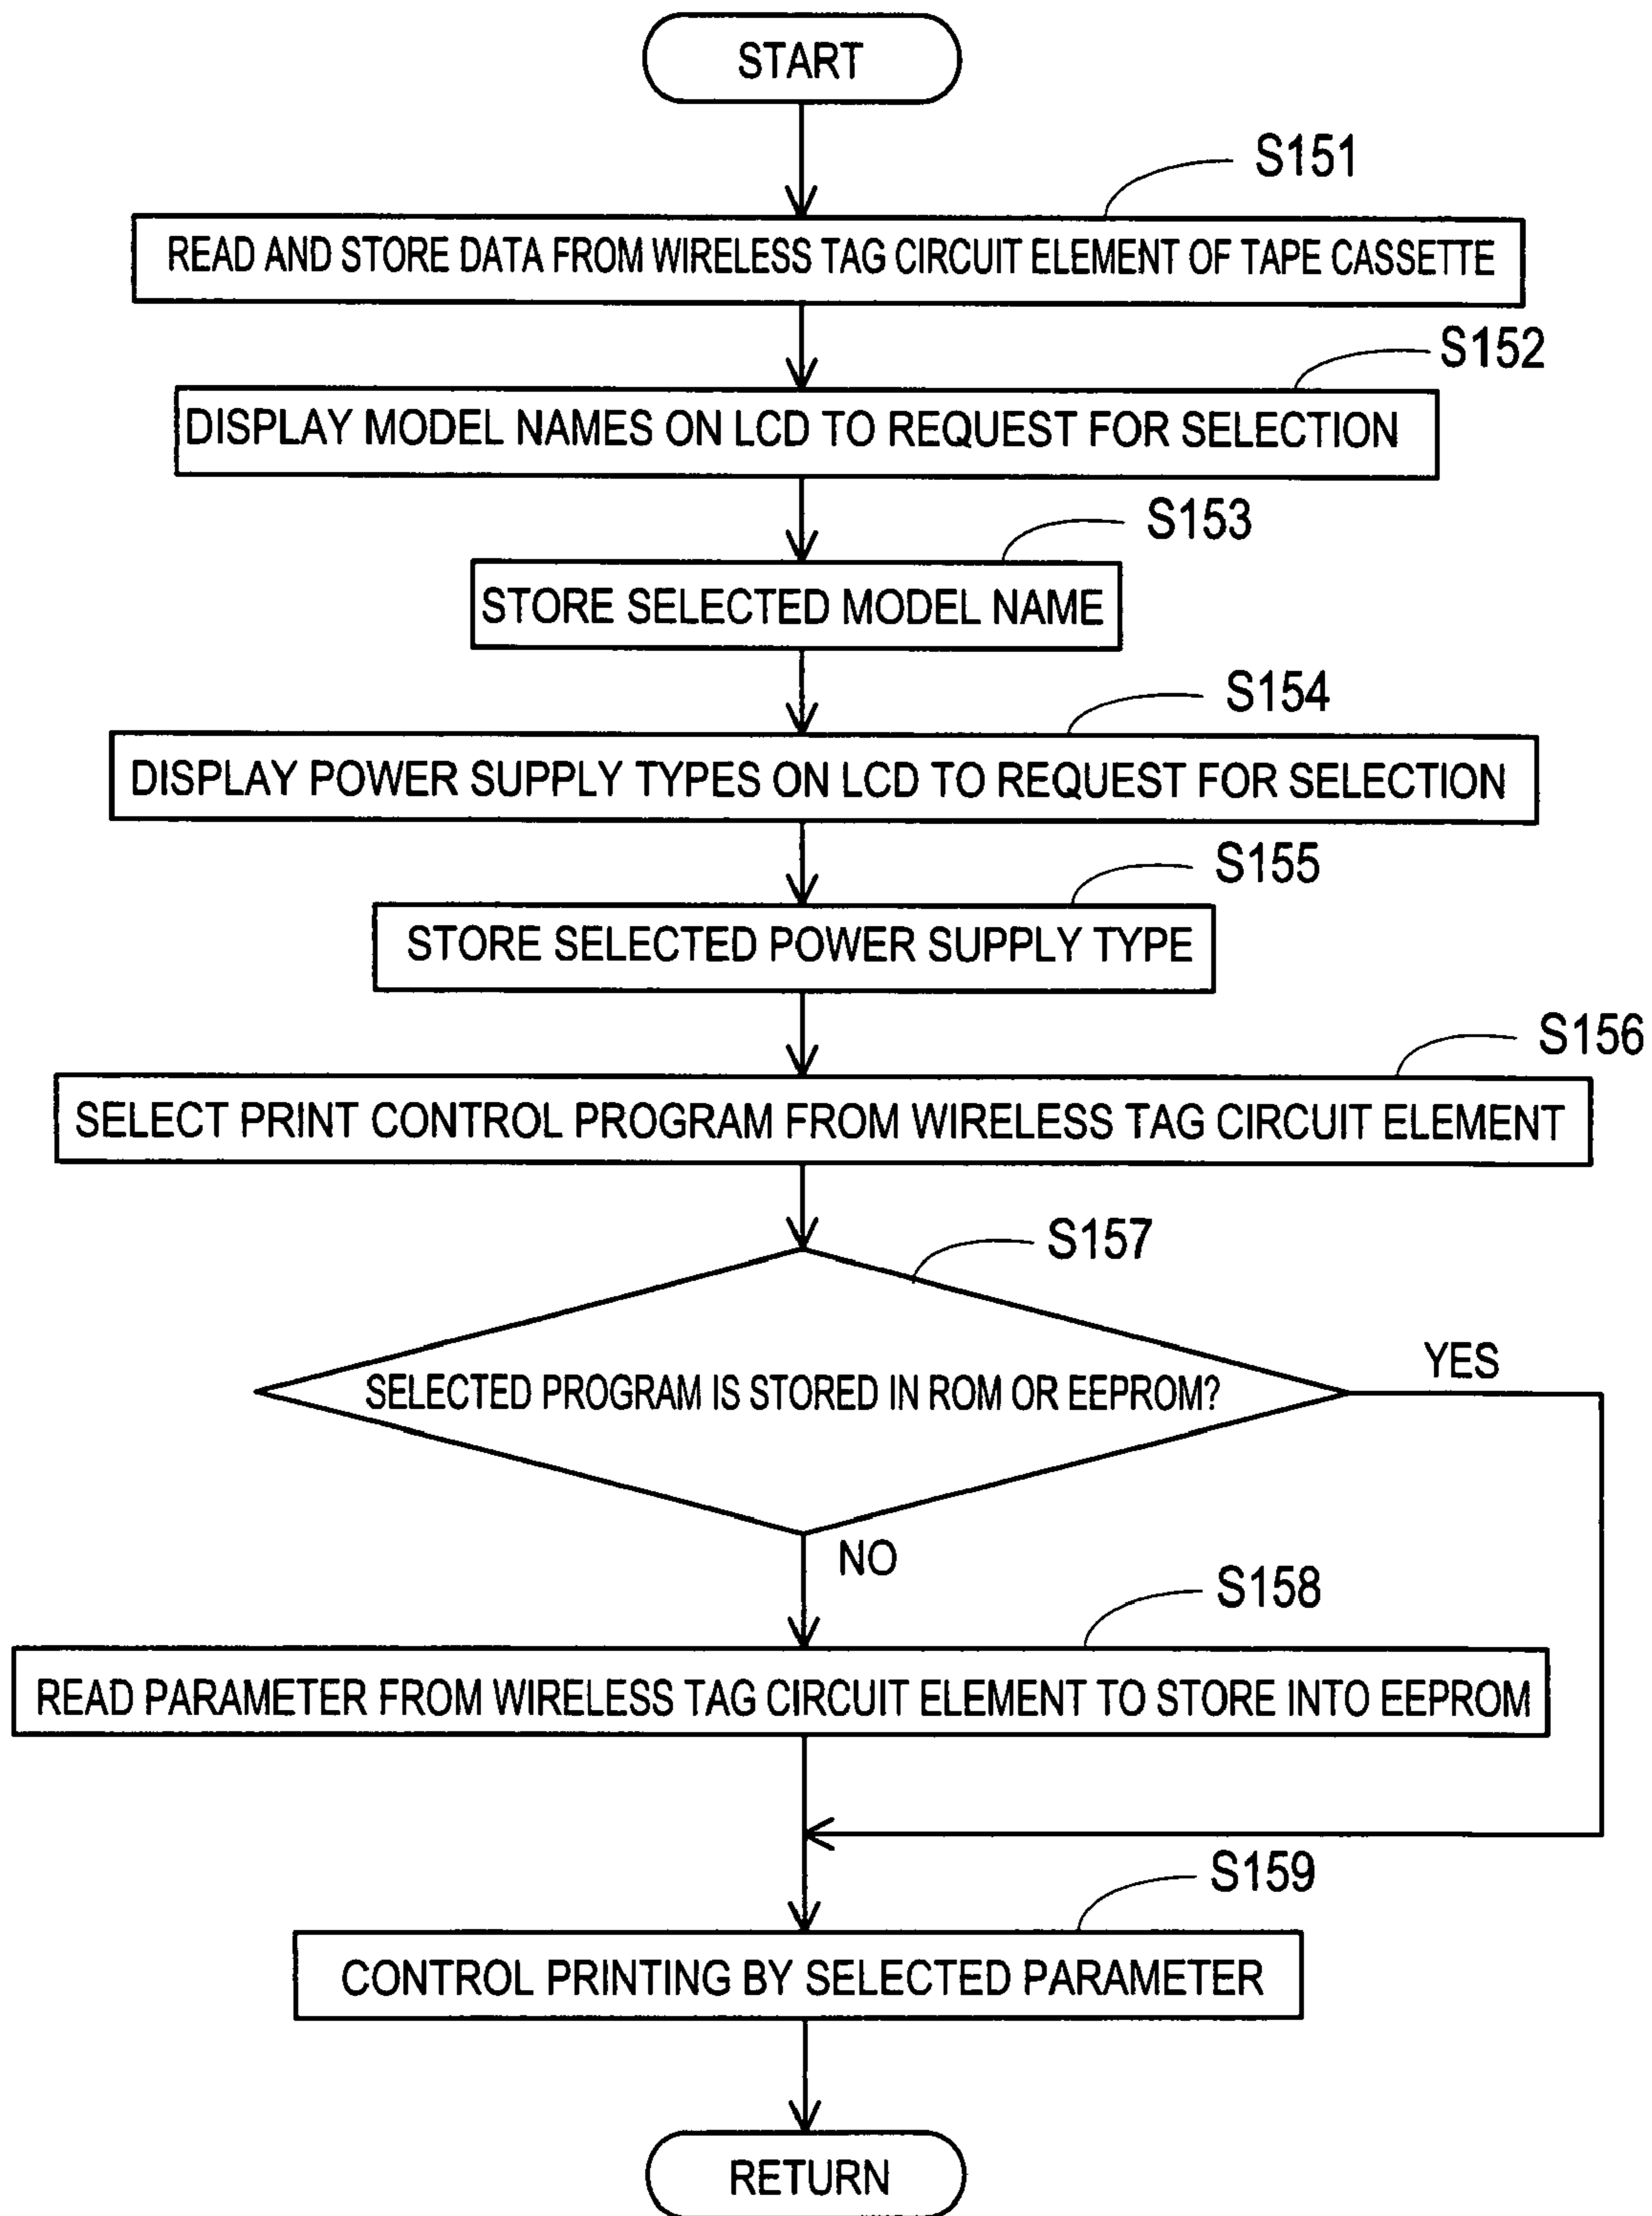 START
S151
READ AND STORE DATA FROM WIRELESS TAG CIRCUIT ELEMENT OF TAPE CASSETTE
S152
DISPLAY MODEL NAMES ON LCD TO REQUEST FOR SELECTION
S153
STORE SELECTED MODEL NAME
S154
DISPLAY POWER SUPPLY TYPES ON LCD TO REQUEST FOR SELECTION
S155
STORE SELECTED POWER SUPPLY TYPE
S156
SELECT PRINT CONTROL PROGRAM FROM WIRELESS TAG CIRCUIT ELEMENT
S157
YES
SELECTED PROGRAM IS STORED IN ROM OR EEPROM?
NO
S158
READ PARAMETER FROM WIRELESS TAG CIRCUIT ELEMENT TO STORE INTO EEPROM
S159
CONTROL PRINTING BY SELECTED PARAMETER
RETURN